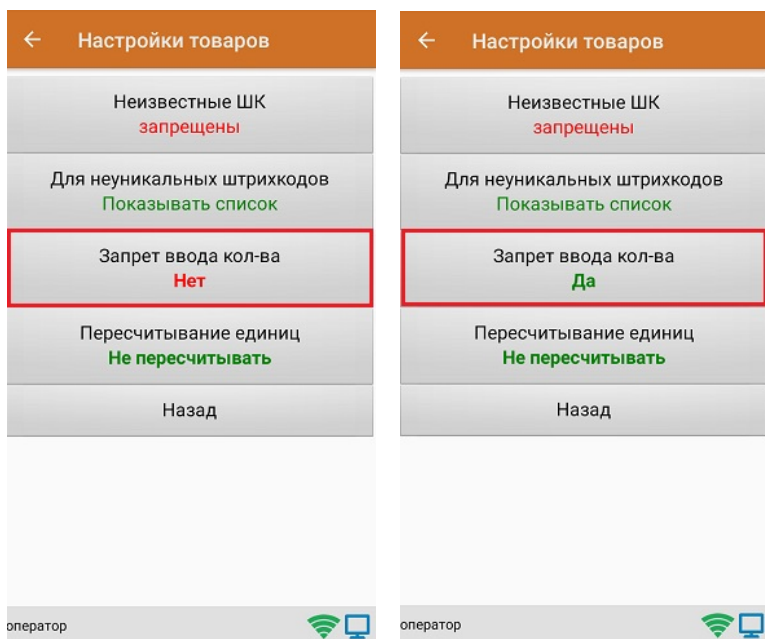 Настройки товаров
Неизвестные ШК
запрещены
Для неуникальных штрихкодов
Показывать список
Запрет ввода кол-ва
Нет
Пересчитывание единиц
Не пересчитывать
Назад
оператор
Настройки товаров
Неизвестные ШК
запрещены
Для неуникальных штрихкодов
Показывать список
Запрет ввода кол-ва
Да
Пересчитывание единиц
Не пересчитывать
Назад
оператор